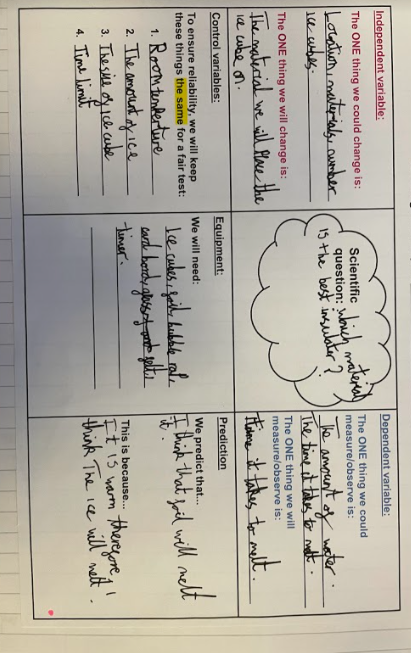 Independent variable:
The ONE thing we could change is:
Location, materials, number
ice cubes.
The ONE thing we will change is:
The material we will place the
ice cube on.
Control variables:
To ensure reliability, we will keep
these things the same for a fair test:
1. Room temperture
2. The amount of ice
3. The size of ice cube
4. Time limit
Scientific
question: Which material
is the best insulator?
Equipment:
We will need:
Ice cubes, foil, bubble
card bord,
timer.
Dependent variable:
The ONE thing we could
measure/observe is:
The amount of water.
The time it takes to melt.
The ONE thing we will
measure/observe is:
time it takes to melt.
Prediction
We predict that...
I think that foil will melt
it.
This is because...
It is warm therefore I
think The ice will melt.